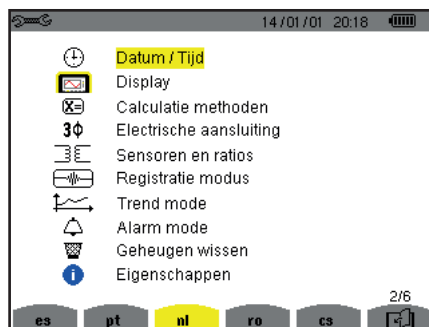 14/01/01 20:18
Datum / Tijd
Display
X= Calculatie methoden
3Φ Electrische aansluiting
Sensoren en ratios
Registratie modus
Trend mode
Alarm mode
Geheugen wissen
i Eigenschappen
2/6
es pt nl ro cs